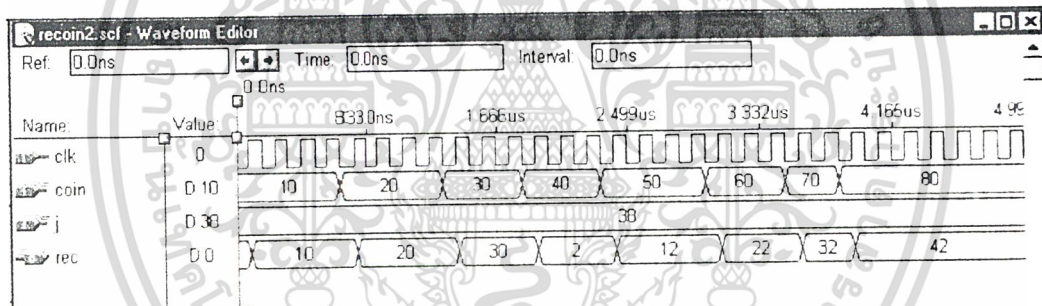 recoin2.scf - Waveform Editor
Ref: 0.0ns Time: 0.0ns Interval: 0.0ns
0.0ns
Name: Value: 833.0ns 1.666us 2.499us 3.332us 4.165us 4.99
clk 0
coin D 10 10 20 30 40 50 60 70 80
j D 38 38
rec D 0 10 20 30 2 12 22 32 42